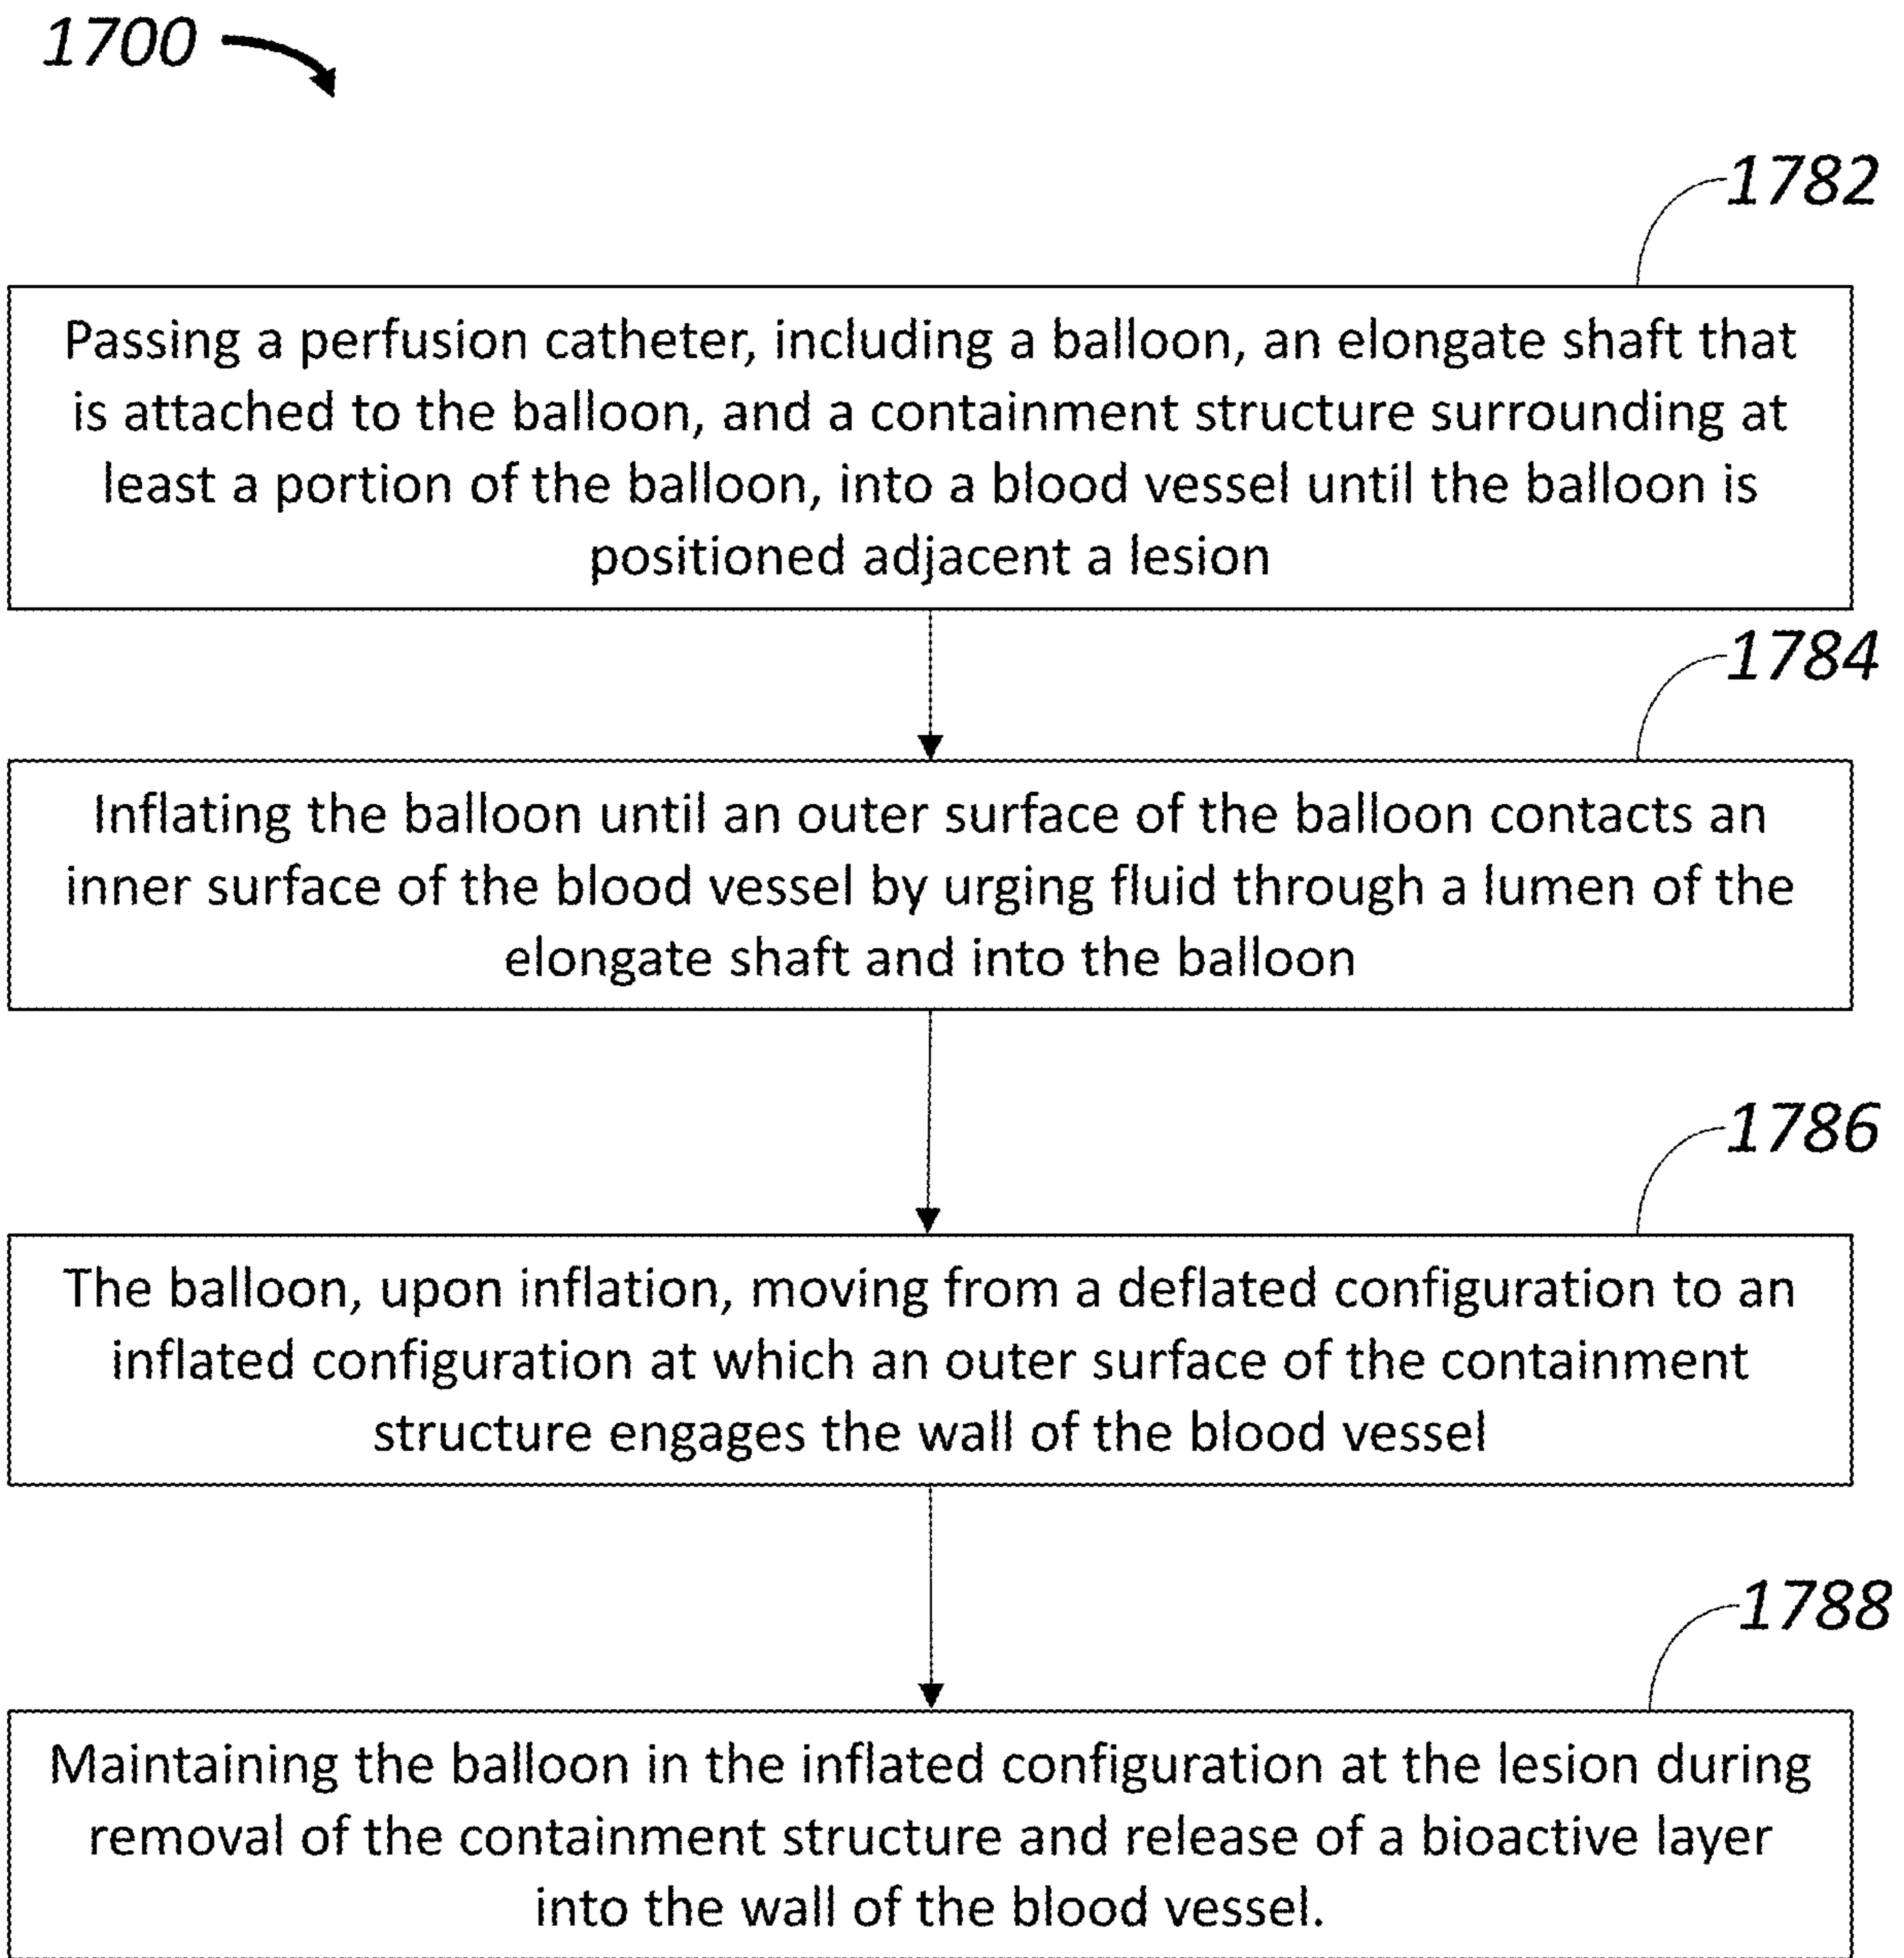 1700
1782
Passing a perfusion catheter, including a balloon, an elongate shaft that
is attached to the balloon, and a containment structure surrounding at
least a portion of the balloon, into a blood vessel until the balloon is
positioned adjacent a lesion
1784
Inflating the balloon until an outer surface of the balloon contacts an
inner surface of the blood vessel by urging fluid through a lumen of the
elongate shaft and into the balloon
1786
The balloon, upon inflation, moving from a deflated configuration to an
inflated configuration at which an outer surface of the containment
structure engages the wall of the blood vessel
1788
Maintaining the balloon in the inflated configuration at the lesion during
removal of the containment structure and release of a bioactive layer
into the wall of the blood vessel.